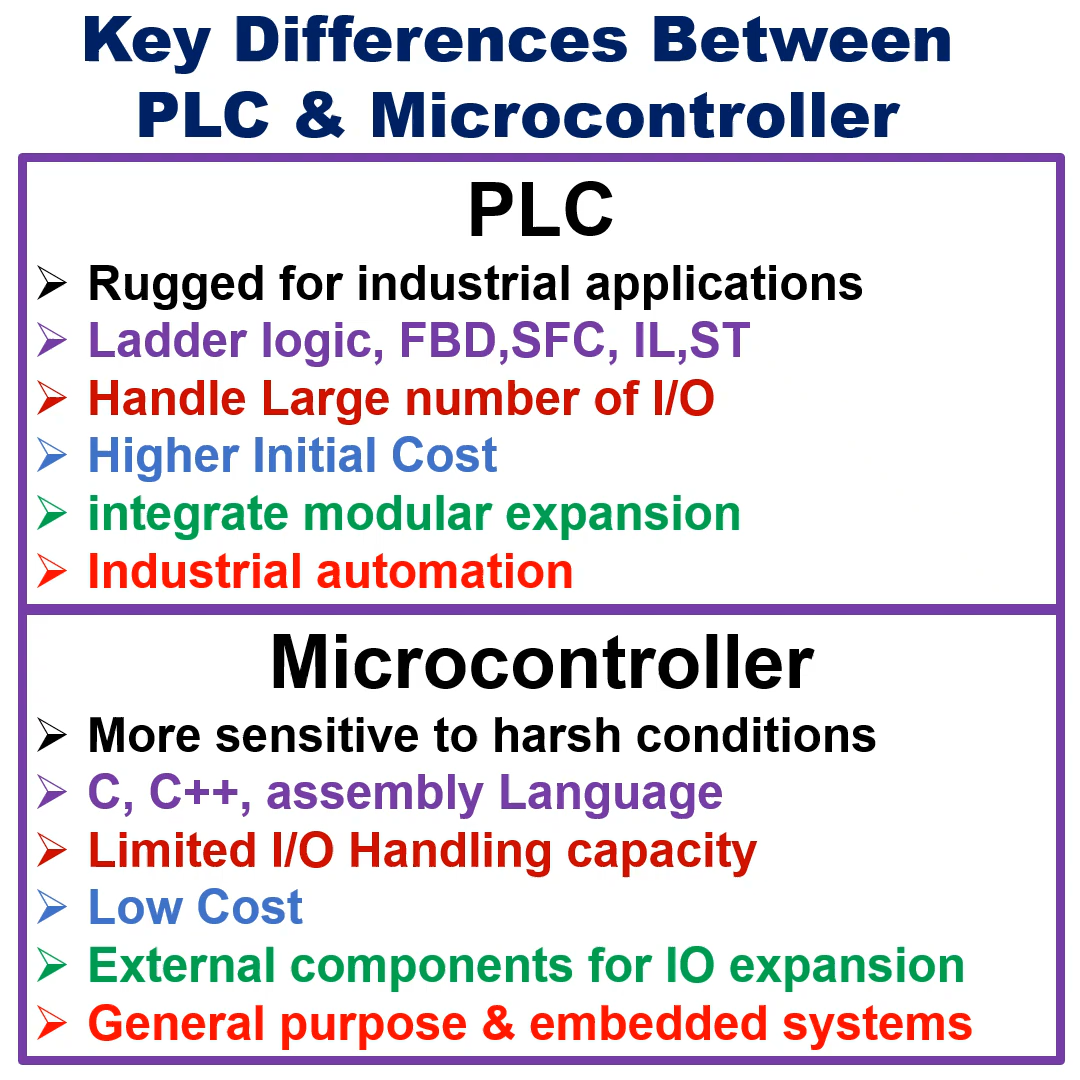 Key Differences Between
PLC & Microcontroller
PLC
➢ Rugged for industrial applications
➢ Ladder logic, FBD,SFC, IL,ST
➢ Handle Large number of I/O
➢ Higher Initial Cost
➢ integrate modular expansion
➢ Industrial automation
Microcontroller
➢ More sensitive to harsh conditions
➢ C, C++, assembly Language
➢ Limited I/O Handling capacity
➢ Low Cost
➢ External components for IO expansion
➢ General purpose & embedded systems